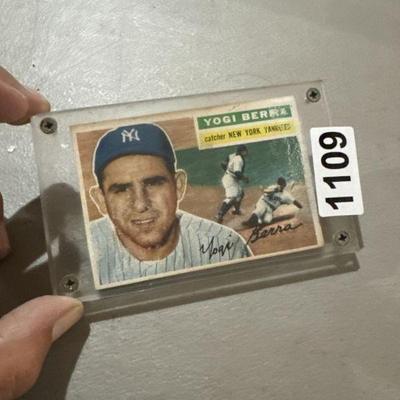 YOGI BERRA
catcher NEW YORK YANKEES
NY
Yogi Berra
1109